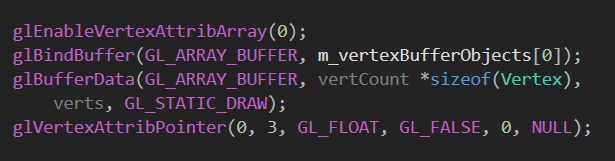 glEnableVertexAttribArray(0);
glBindBuffer(GL_ARRAY_BUFFER, m_vertexBufferObjects[0]);
glBufferData(GL_ARRAY_BUFFER, vertCount *sizeof(Vertex),
    verts, GL_STATIC_DRAW);
glVertexAttribPointer(0, 3, GL_FLOAT, GL_FALSE, 0, NULL);